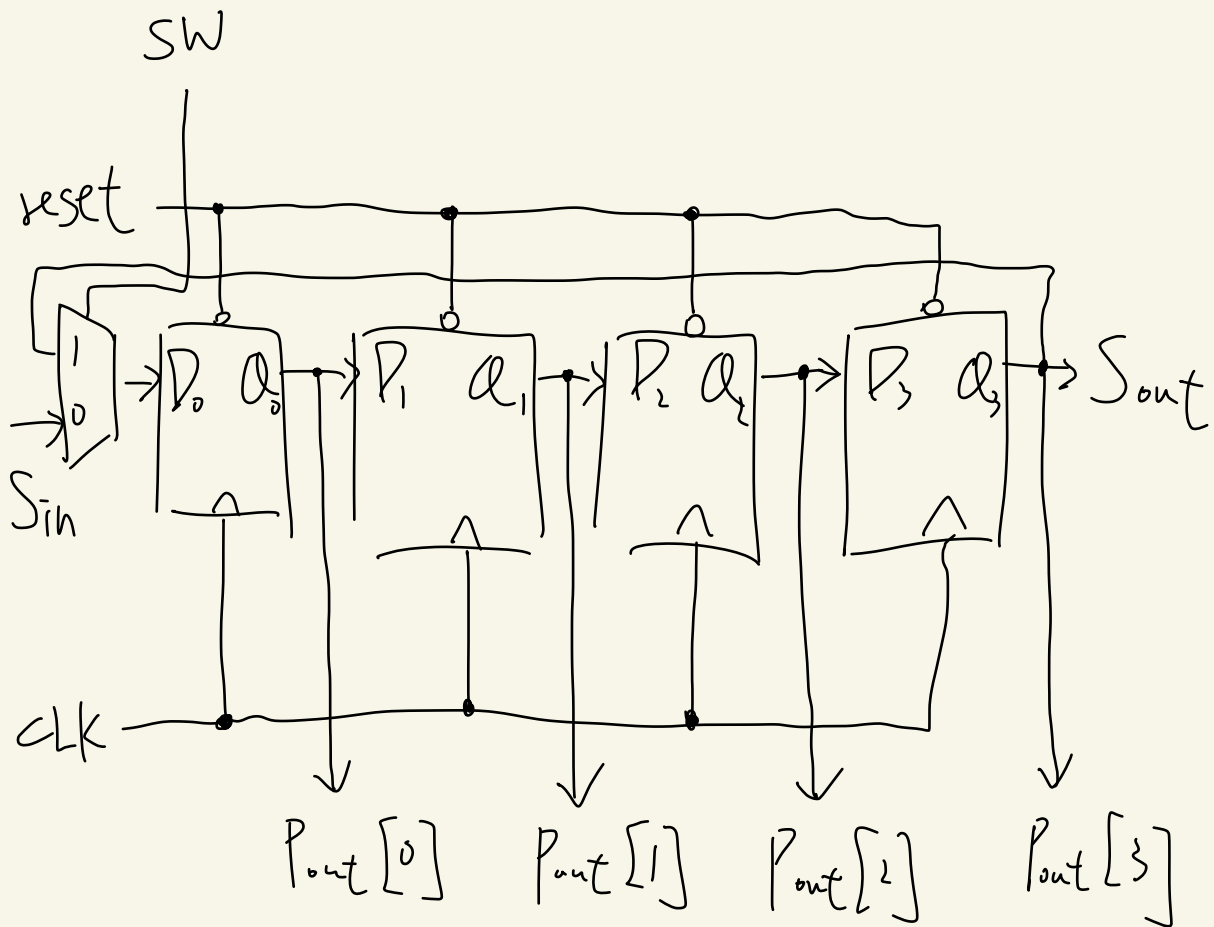 SW
reset
1
0
Sin
D0 Q0
D1 Q1
D2 Q2
D3 Q3
Sout
CLK
Pout[0]
Pout[1]
Pout[2]
Pout[3]